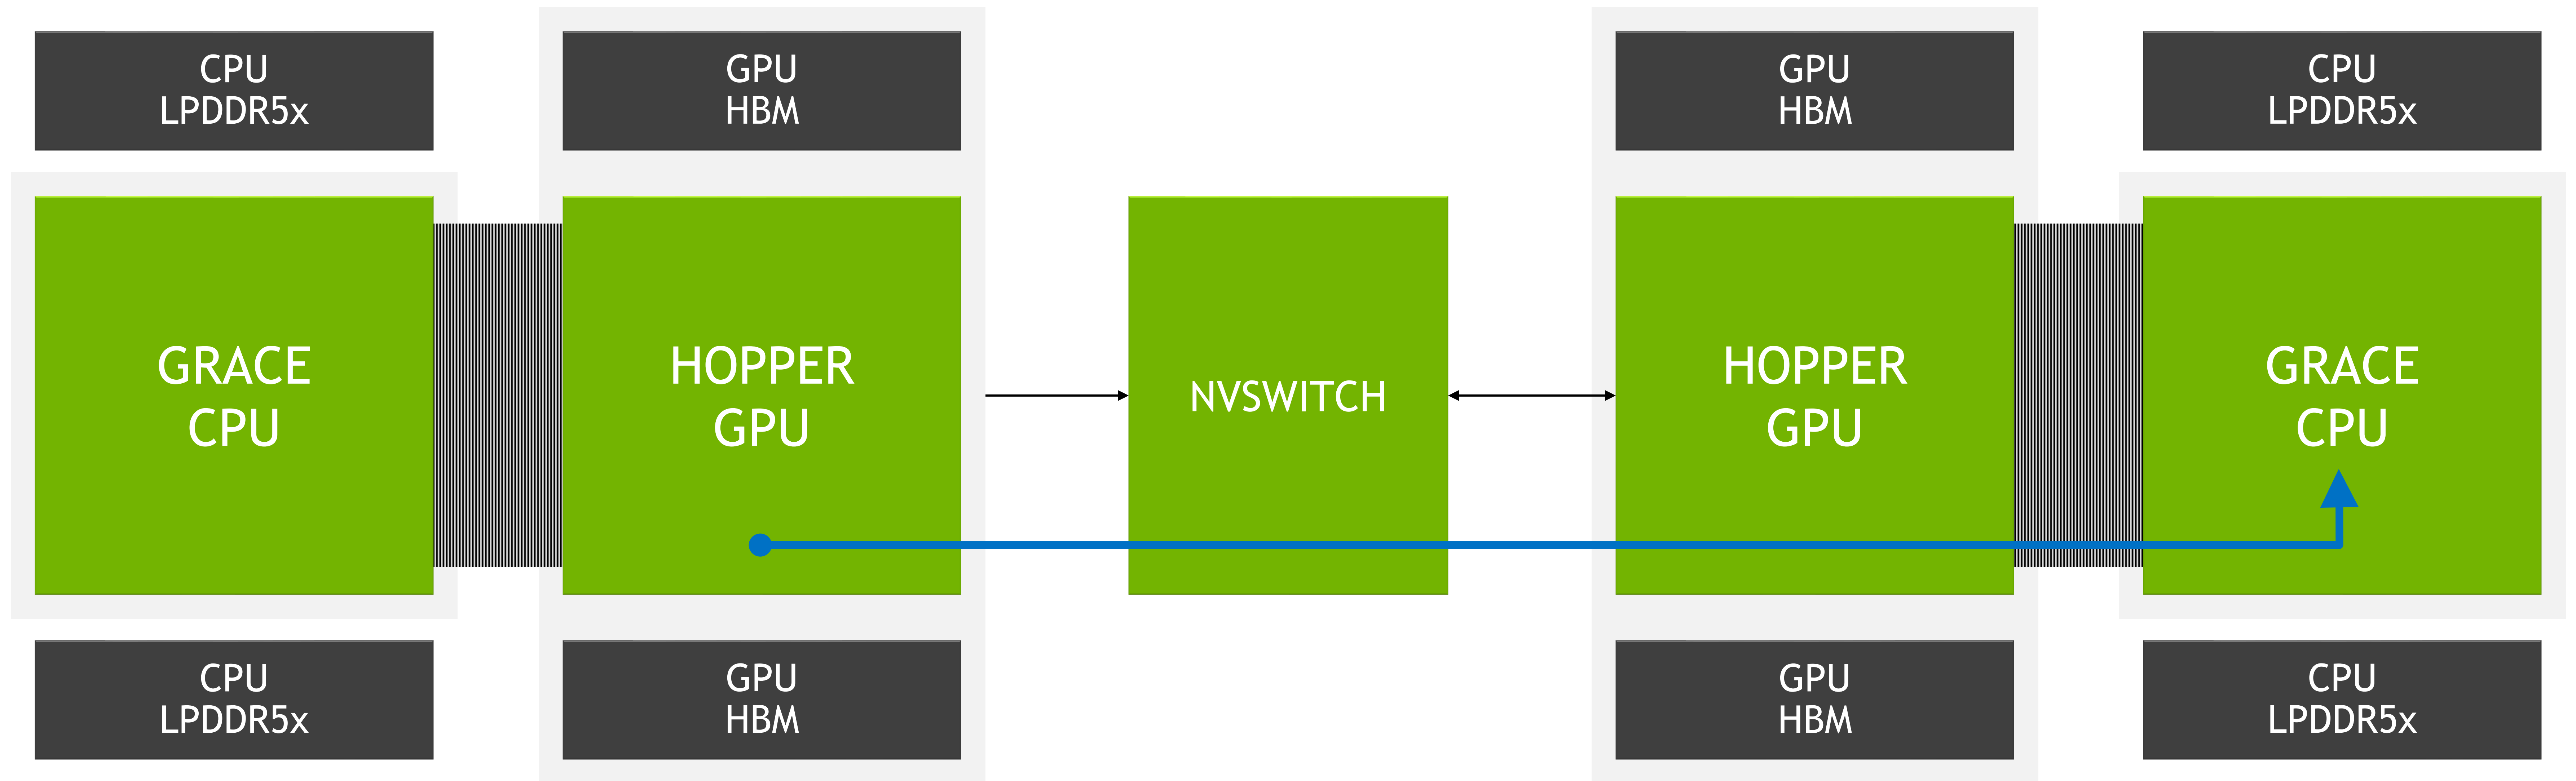 CPU
LPDDR5x
GPU
HBM
GPU
HBM
CPU
LPDDR5x
GRACE
CPU
HOPPER
GPU
NVSWITCH
HOPPER
GPU
GRACE
CPU
CPU
LPDDR5x
GPU
HBM
GPU
HBM
CPU
LPDDR5x